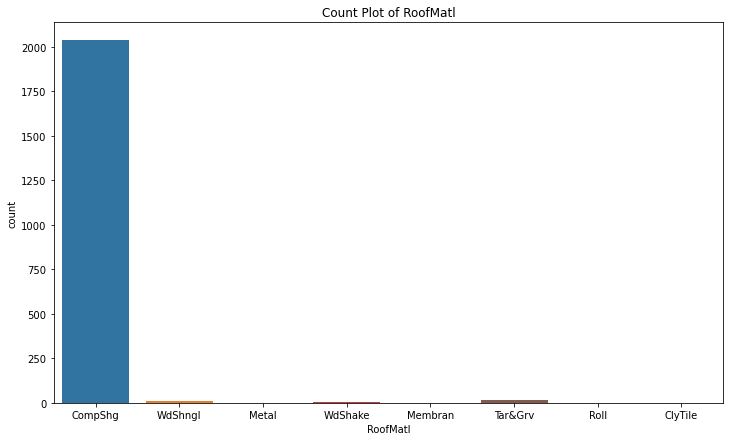 Count Plot of RoofMatl
2000
1750
1500
1250
1000
750
500
250
0
count
CompShg WdShngl Metal WdShake Membran Tar&Grv Roll ClyTile
RoofMatl